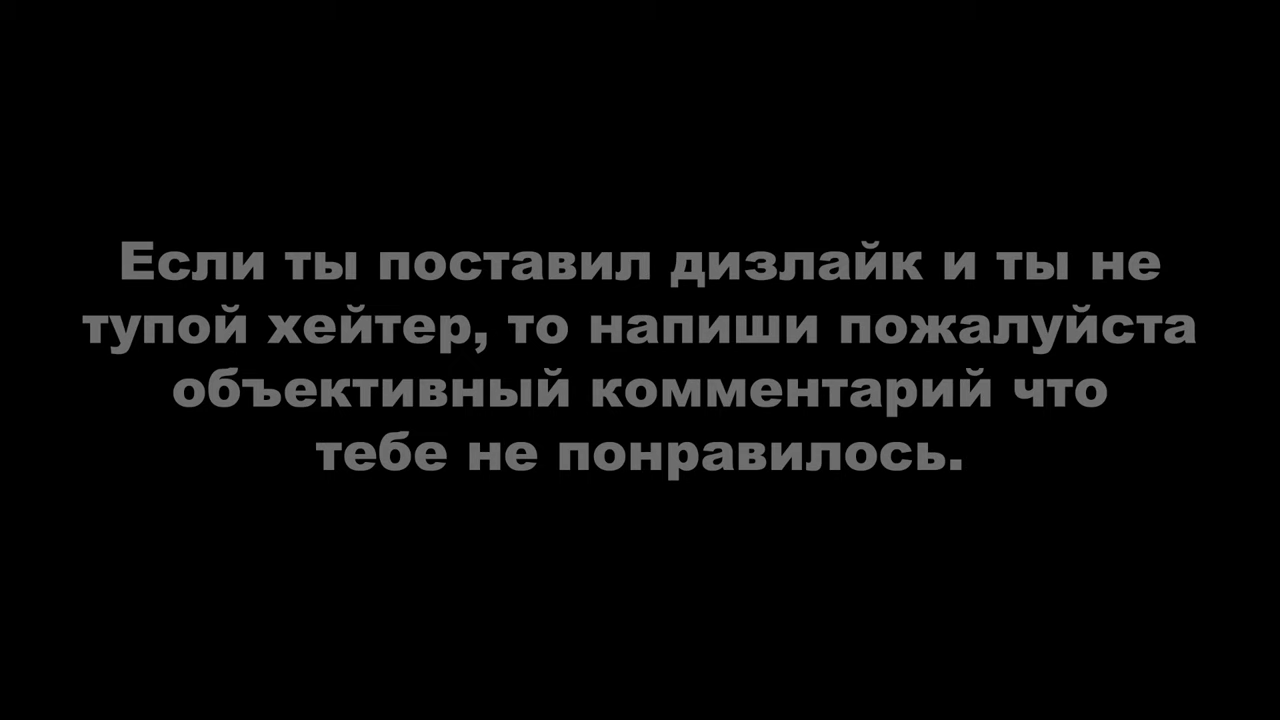 Если ты поставил дизлайк и ты не
тупой хейтер, то напиши пожалуйста
объективный комментарий что
тебе не понравилось.